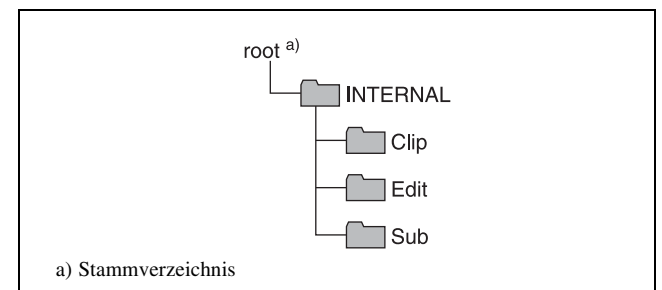 root a)
INTERNAL
Clip
Edit
Sub
a) Stammverzeichnis